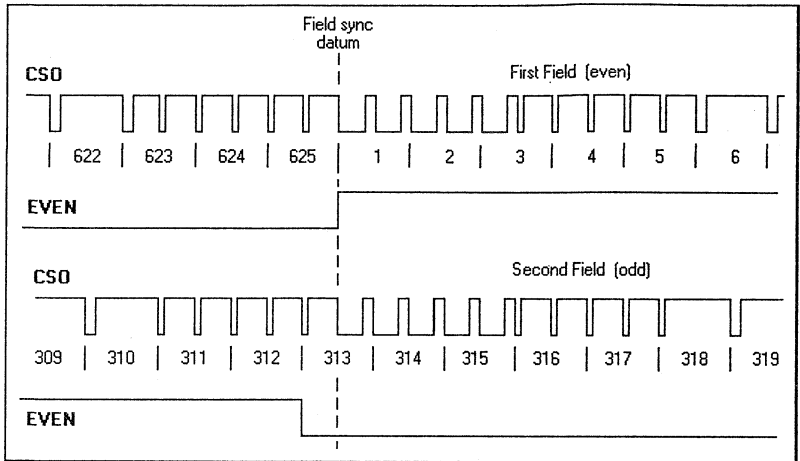 Field sync
datum
CSO
First Field (even)
622 623 624 625 1 2 3 4 5 6
EVEN
CSO
Second Field (odd)
309 310 311 312 313 314 315 316 317 318 319
EVEN